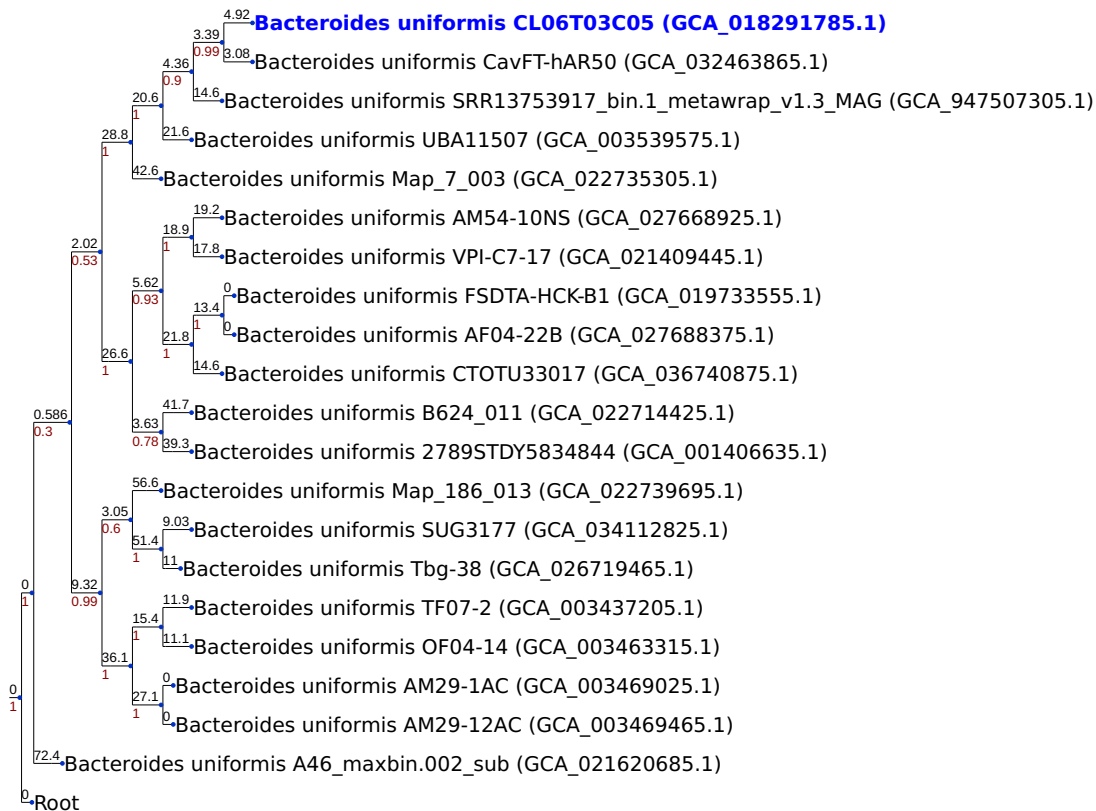 4.92
Bacteroides uniformis CL06T03C05 (GCA_018291785.1)
3.39
0.99
3.08
Bacteroides uniformis CavFT-hAR50 (GCA_032463865.1)
4.36
0.9
14.6
Bacteroides uniformis SRR13753917_bin.1_metawrap_v1.3_MAG (GCA_947507305.1)
20.6
1
21.6
Bacteroides uniformis UBA11507 (GCA_003539575.1)
28.8
1
42.6
Bacteroides uniformis Map_7_003 (GCA_022735305.1)
19.2
Bacteroides uniformis AM54-10NS (GCA_027668925.1)
18.9
1
2.02
0.53
17.8
Bacteroides uniformis VPI-C7-17 (GCA_021409445.1)
5.62
0.93
0
Bacteroides uniformis FSDTA-HCK-B1 (GCA_019733555.1)
13.4
1
0
Bacteroides uniformis AF04-22B (GCA_027688375.1)
21.8
1
26.6
1
14.6
Bacteroides uniformis CTOTU33017 (GCA_036740875.1)
41.7
Bacteroides uniformis B624_011 (GCA_022714425.1)
0.586
0.3
3.63
0.78
39.3
Bacteroides uniformis 2789STDY5834844 (GCA_001406635.1)
56.6
Bacteroides uniformis Map_186_013 (GCA_022739695.1)
3.05
0.6
9.03
Bacteroides uniformis SUG3177 (GCA_034112825.1)
51.4
1
11
Bacteroides uniformis Tbg-38 (GCA_026719465.1)
0
1
9.32
0.99
11.9
Bacteroides uniformis TF07-2 (GCA_003437205.1)
15.4
1
11.1
Bacteroides uniformis OF04-14 (GCA_003463315.1)
36.1
1
0
Bacteroides uniformis AM29-1AC (GCA_003469025.1)
0
1
27.1
1
0
Bacteroides uniformis AM29-12AC (GCA_003469465.1)
72.4
Bacteroides uniformis A46_maxbin.002_sub (GCA_021620685.1)
0
Root